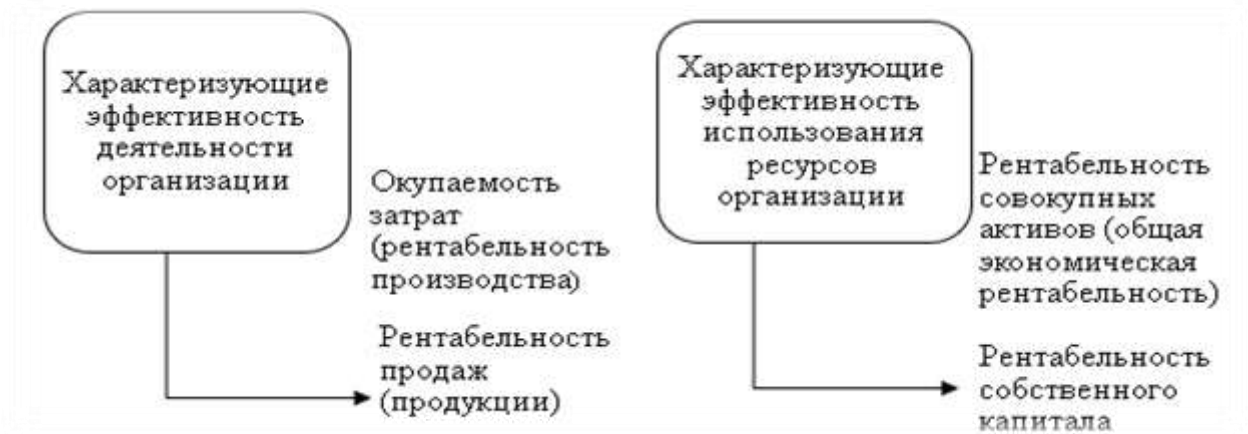 Характеризующие
эффективность
деятельности
организации
Окупаемость
затрат
(рентабельность
производства)
Рентабельность
продаж
(продукции)
Характеризующие
эффективность
использования
ресурсов
организации
Рентабельность
совокупных
активов (общая
экономическая
рентабельность)
Рентабельность
собственного
капитала